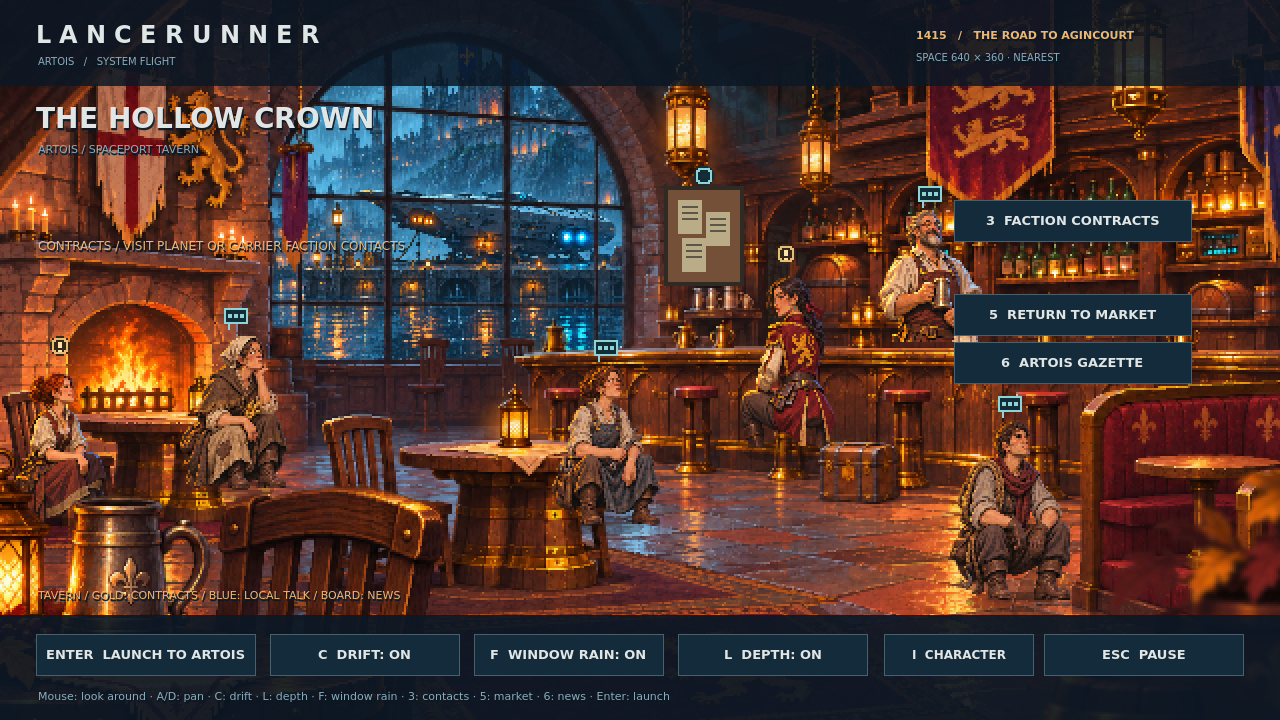 LANCERUNNER
ARTOIS / SYSTEM FLIGHT
1415 / THE ROAD TO AGINCOURT
SPACE 640 × 360 · NEAREST
THE HOLLOW CROWN
ARTOIS / SPACEPORT TAVERN
CONTRACTS / VISIT PLANET OR CARRIER FACTION CONTACTS
3 FACTION CONTRACTS
5 RETURN TO MARKET
6 ARTOIS GAZETTE
TAVERN / GOLD: CONTRACTS / BLUE: LOCAL TALK / BOARD: NEWS
ENTER LAUNCH TO ARTOIS
C DRIFT: ON
F WINDOW RAIN: ON
L DEPTH: ON
I CHARACTER
ESC PAUSE
Mouse: look around · A/D: pan · C: drift · L: depth · F: window rain · 3: contacts · 5: market · 6: news · Enter: launch